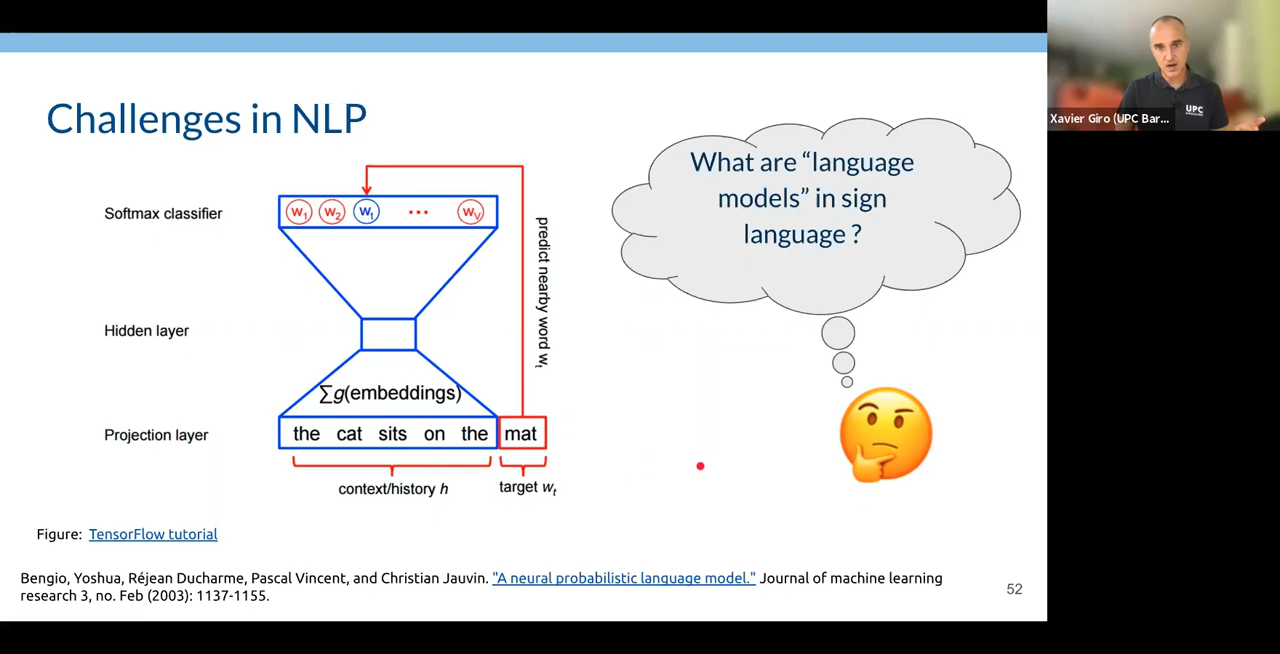 Challenges in NLP
Softmax classifier
w1 w2 wt ... wV
predict nearby word wt
Hidden layer
∑g(embeddings)
Projection layer
the cat sits on the mat
context/history h
target wt
Figure: TensorFlow tutorial
Bengio, Yoshua, Réjean Ducharme, Pascal Vincent, and Christian Jauvin. "A neural probabilistic language model." Journal of machine learning
research 3, no. Feb (2003): 1137-1155.
What are “language
models” in sign
language ?
52
UPC
Xavier Giro (UPC Bar...